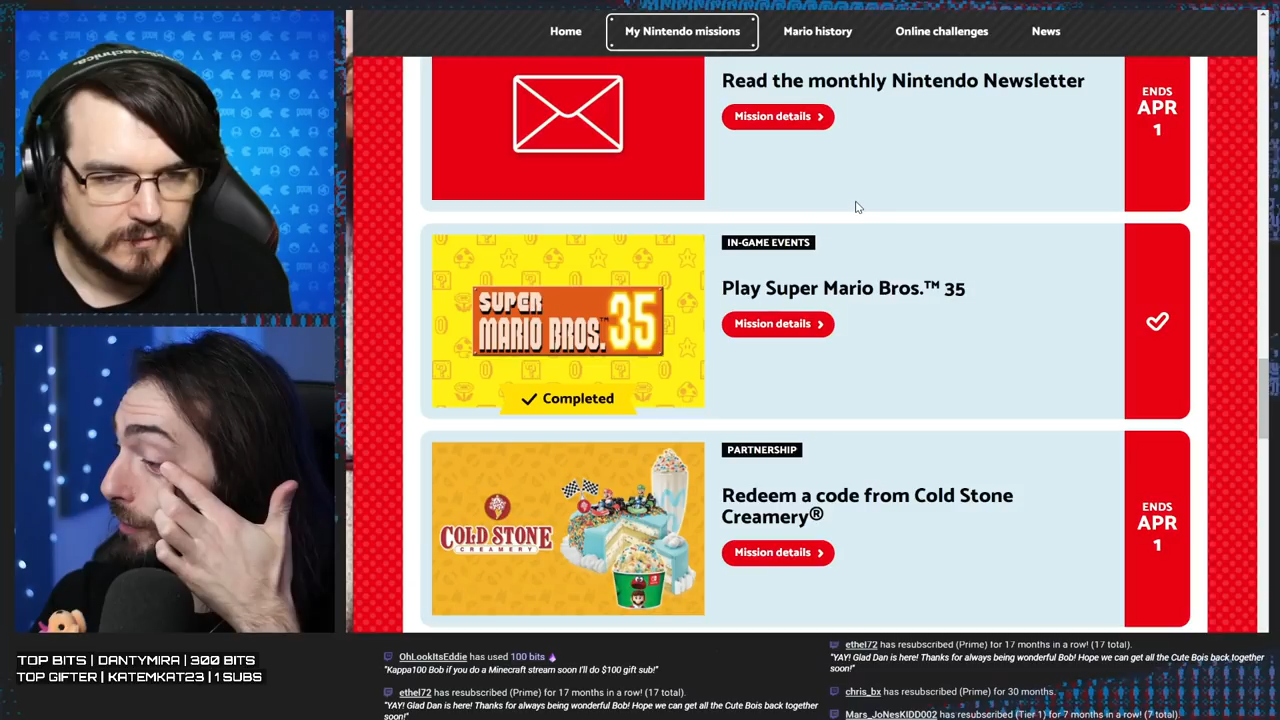 Home
My Nintendo missions
Mario history
Online challenges
News
Read the monthly Nintendo Newsletter
Mission details
ENDS
APR
1
SUPER
MARIO BROS.™ 35
Completed
IN-GAME EVENTS
Play Super Mario Bros.™ 35
Mission details
COLD STONE
CREAMERY
PARTNERSHIP
Redeem a code from Cold Stone
Creamery®
Mission details
ENDS
APR
1
TOP BITS | DANTYMIRA | 300 BITS
TOP GIFTER | KATEMKAT23 | 1 SUBS
OhLookItsEddie has used 100 bits
"Kappa100 Bob if you do a Minecraft stream soon I'll do $100 gift sub!"
ethel72 has resubscribed (Prime) for 17 months in a row! (17 total).
"YAY! Glad Dan is here! Thanks for always being wonderful Bob! Hope we can get all the Cute Bois back together
soon!"
ethel72 has resubscribed (Prime) for 17 months in a row! (17 total).
"YAY! Glad Dan is here! Thanks for always being wonderful Bob! Hope we can get all the Cute Bois back together
soon!"
chris_bx has resubscribed (Prime) for 30 months.
Mars_JoNesKIDD002 has resubscribed (Tier 1) for 7 months in a row! (7 total).